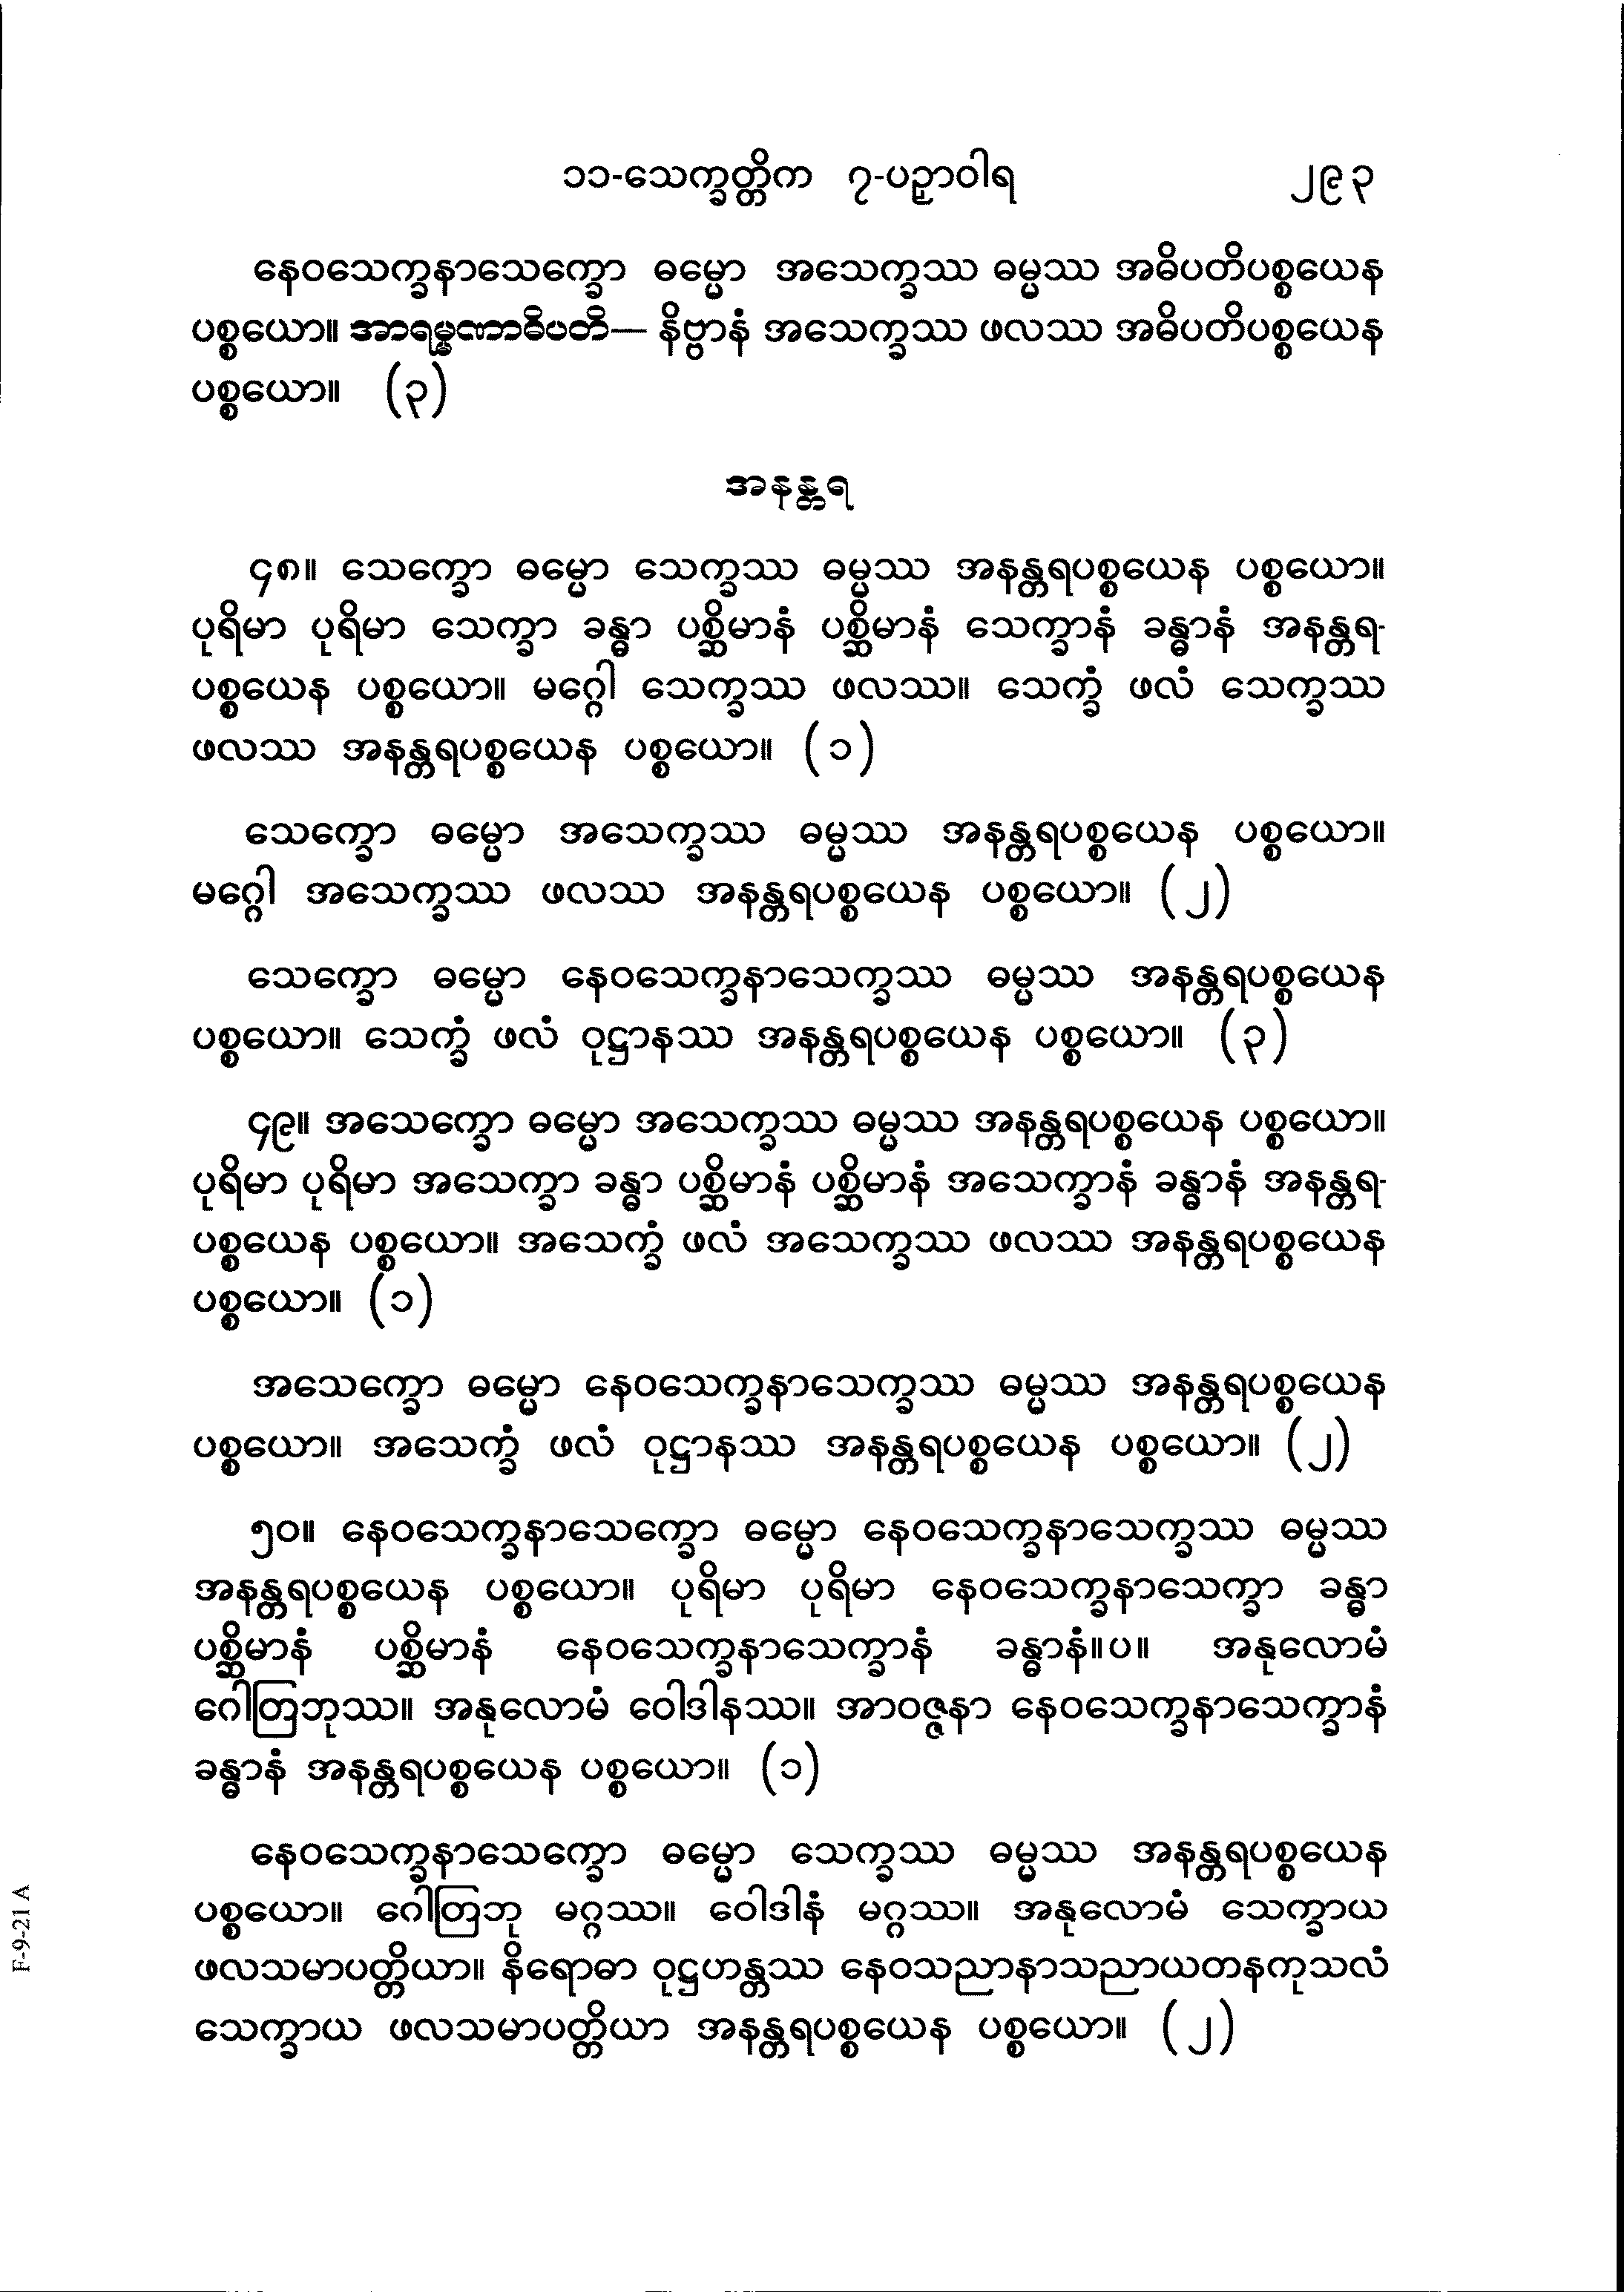 ၁၁-သေက္ခတ္တိက ၇-ပဉှာဝါရ ၂၉၃
နေဝသေက္ခနာသေက္ခော ဓမ္မော အသေက္ခဿ ဓမ္မဿ အဓိပတိပစ္စယေန
ပစ္စယော။ အာရမ္မဏာဓိပတိ— နိဗ္ဗာနံ အသေက္ခဿ ဖလဿ အဓိပတိပစ္စယေန
ပစ္စယော။ (၃)
အနန္တရ
၄၈။ သေက္ခော ဓမ္မော သေက္ခဿ ဓမ္မဿ အနန္တရပစ္စယေန ပစ္စယော။
ပုရိမာ ပုရိမာ သေက္ခာ ခန္ဓာ ပစ္ဆိမာနံ ပစ္ဆိမာနံ သေက္ခာနံ ခန္ဓာနံ အနန္တရ-
ပစ္စယေန ပစ္စယော။ မဂ္ဂေါ သေက္ခဿ ဖလဿ။ သေက္ခံ ဖလံ သေက္ခဿ
ဖလဿ အနန္တရပစ္စယေန ပစ္စယော။ (၁)
သေက္ခော ဓမ္မော အသေက္ခဿ ဓမ္မဿ အနန္တရပစ္စယေန ပစ္စယော။
မဂ္ဂေါ အသေက္ခဿ ဖလဿ အနန္တရပစ္စယေန ပစ္စယော။ (၂)
သေက္ခော ဓမ္မော နေဝသေက္ခနာသေက္ခဿ ဓမ္မဿ အနန္တရပစ္စယေန
ပစ္စယော။ သေက္ခံ ဖလံ ဝုဋ္ဌာနဿ အနန္တရပစ္စယေန ပစ္စယော။ (၃)
၄၉။ အသေက္ခော ဓမ္မော အသေက္ခဿ ဓမ္မဿ အနန္တရပစ္စယေန ပစ္စယော။
ပုရိမာ ပုရိမာ အသေက္ခာ ခန္ဓာ ပစ္ဆိမာနံ ပစ္ဆိမာနံ အသေက္ခာနံ ခန္ဓာနံ အနန္တရ-
ပစ္စယေန ပစ္စယော။ အသေက္ခံ ဖလံ အသေက္ခဿ ဖလဿ အနန္တရပစ္စယေန
ပစ္စယော။ (၁)
အသေက္ခော ဓမ္မော နေဝသေက္ခနာသေက္ခဿ ဓမ္မဿ အနန္တရပစ္စယေန
ပစ္စယော။ အသေက္ခံ ဖလံ ဝုဋ္ဌာနဿ အနန္တရပစ္စယေန ပစ္စယော။ (၂)
၅၀။ နေဝသေက္ခနာသေက္ခော ဓမ္မော နေဝသေက္ခနာသေက္ခဿ ဓမ္မဿ
အနန္တရပစ္စယေန ပစ္စယော။ ပုရိမာ ပုရိမာ နေဝသေက္ခနာသေက္ခာ ခန္ဓာ
ပစ္ဆိမာနံ ပစ္ဆိမာနံ နေဝသေက္ခနာသေက္ခာနံ ခန္ဓာနံ။ပ။ အနုလောမံ
ဂေါတြဘုဿ။ အနုလောမံ ဝေါဒါနဿ။ အာဝဇ္ဇနာ နေဝသေက္ခနာသေက္ခာနံ
ခန္ဓာနံ အနန္တရပစ္စယေန ပစ္စယော။ (၁)
နေဝသေက္ခနာသေက္ခော ဓမ္မော သေက္ခဿ ဓမ္မဿ အနန္တရပစ္စယေန
ပစ္စယော။ ဂေါတြဘု မဂ္ဂဿ။ ဝေါဒါနံ မဂ္ဂဿ။ အနုလောမံ သေက္ခာယ
ဖလသမာပတ္တိယာ။ နိရောဓာ ဝုဋ္ဌဟန္တဿ နေဝသညာနာသညာယတနကုသလံ
သေက္ခာယ ဖလသမာပတ္တိယာ အနန္တရပစ္စယေန ပစ္စယော။ (၂)
F-9-21 A